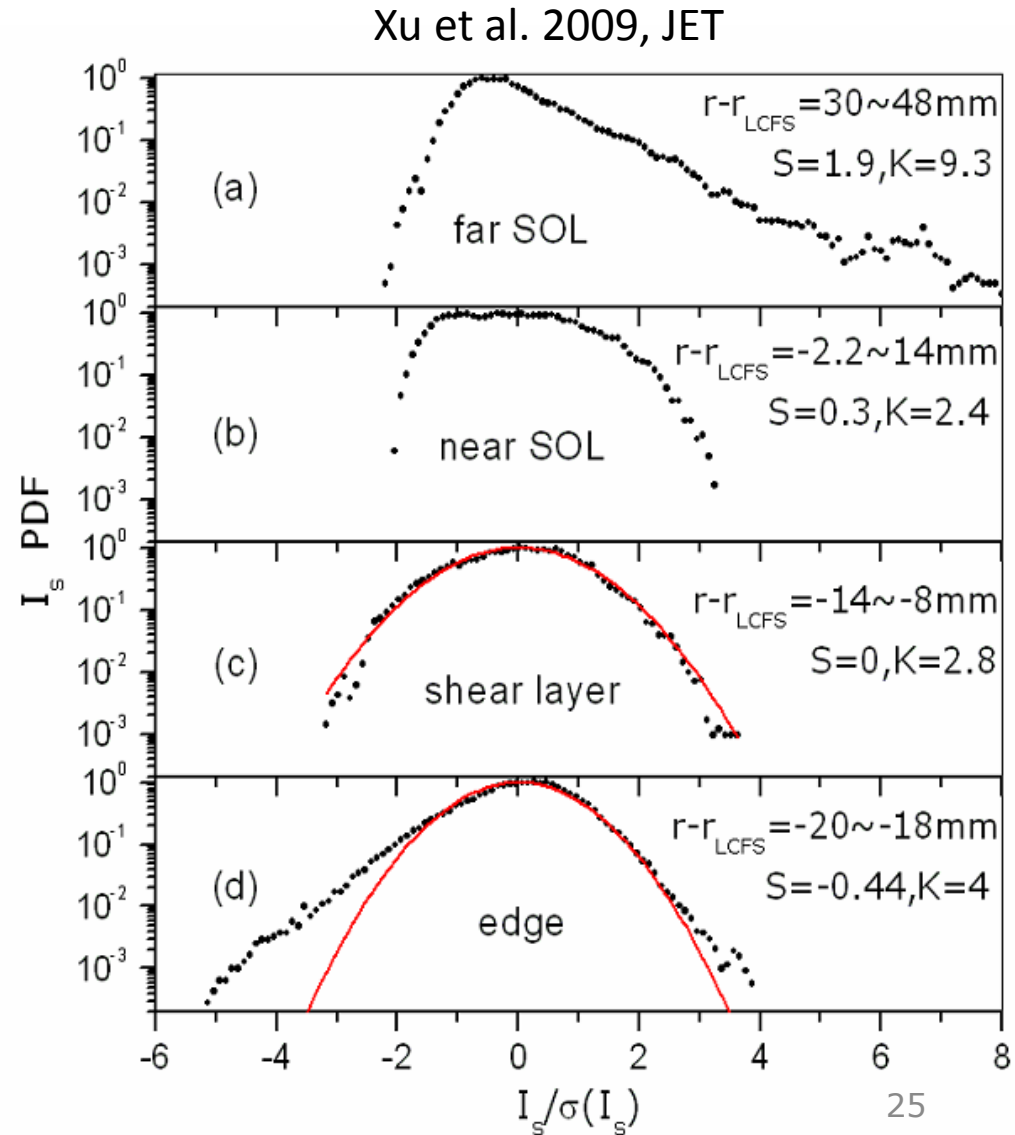 Xu et al. 2009, JET
I_s PDF
10^0
10^-1
10^-2
10^-3
(a)
far SOL
r-r_LCFS=30~48mm
S=1.9,K=9.3
10^0
10^-1
10^-2
10^-3
(b)
near SOL
r-r_LCFS=-2.2~14mm
S=0.3,K=2.4
10^0
10^-1
10^-2
10^-3
(c)
shear layer
r-r_LCFS=-14~-8mm
S=0,K=2.8
10^0
10^-1
10^-2
10^-3
(d)
edge
r-r_LCFS=-20~-18mm
S=-0.44,K=4
-6 -4 -2 0 2 4 6 8
I_s/σ(I_s)
25